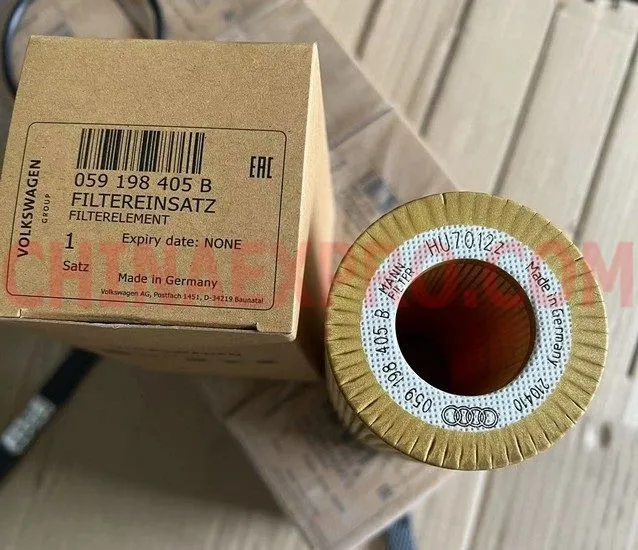 059 198 405 B
FILTEREINSATZ
FILTERELEMENT
VOLKSWAGEN
GROUP
EAC
1
Expiry date: NONE
Satz
Made in Germany
Volkswagen AG, Postfach 1451, D-34219 Baunatal
HU7012z
MANN
FILTER
Made in Germany
210410
059 198 405 B
CHINAEXPRO.COM